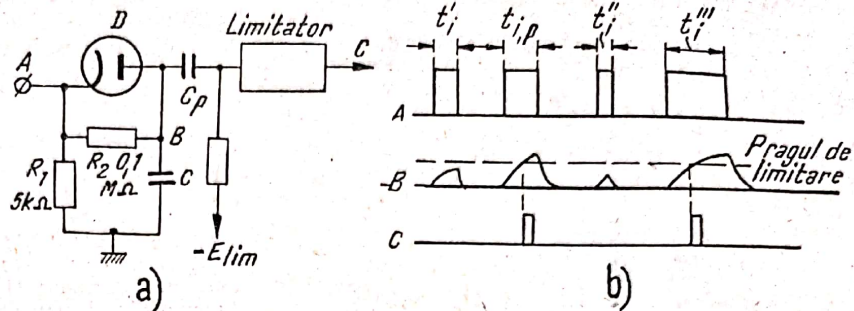 D
Limitator
A
C
Cp
B
R1
5kΩ
R2 0,1
MΩ
C
-Elim
a)
t'i
ti,p
t''i
t'''i
A
B
Pragul de
limitare
C
b)